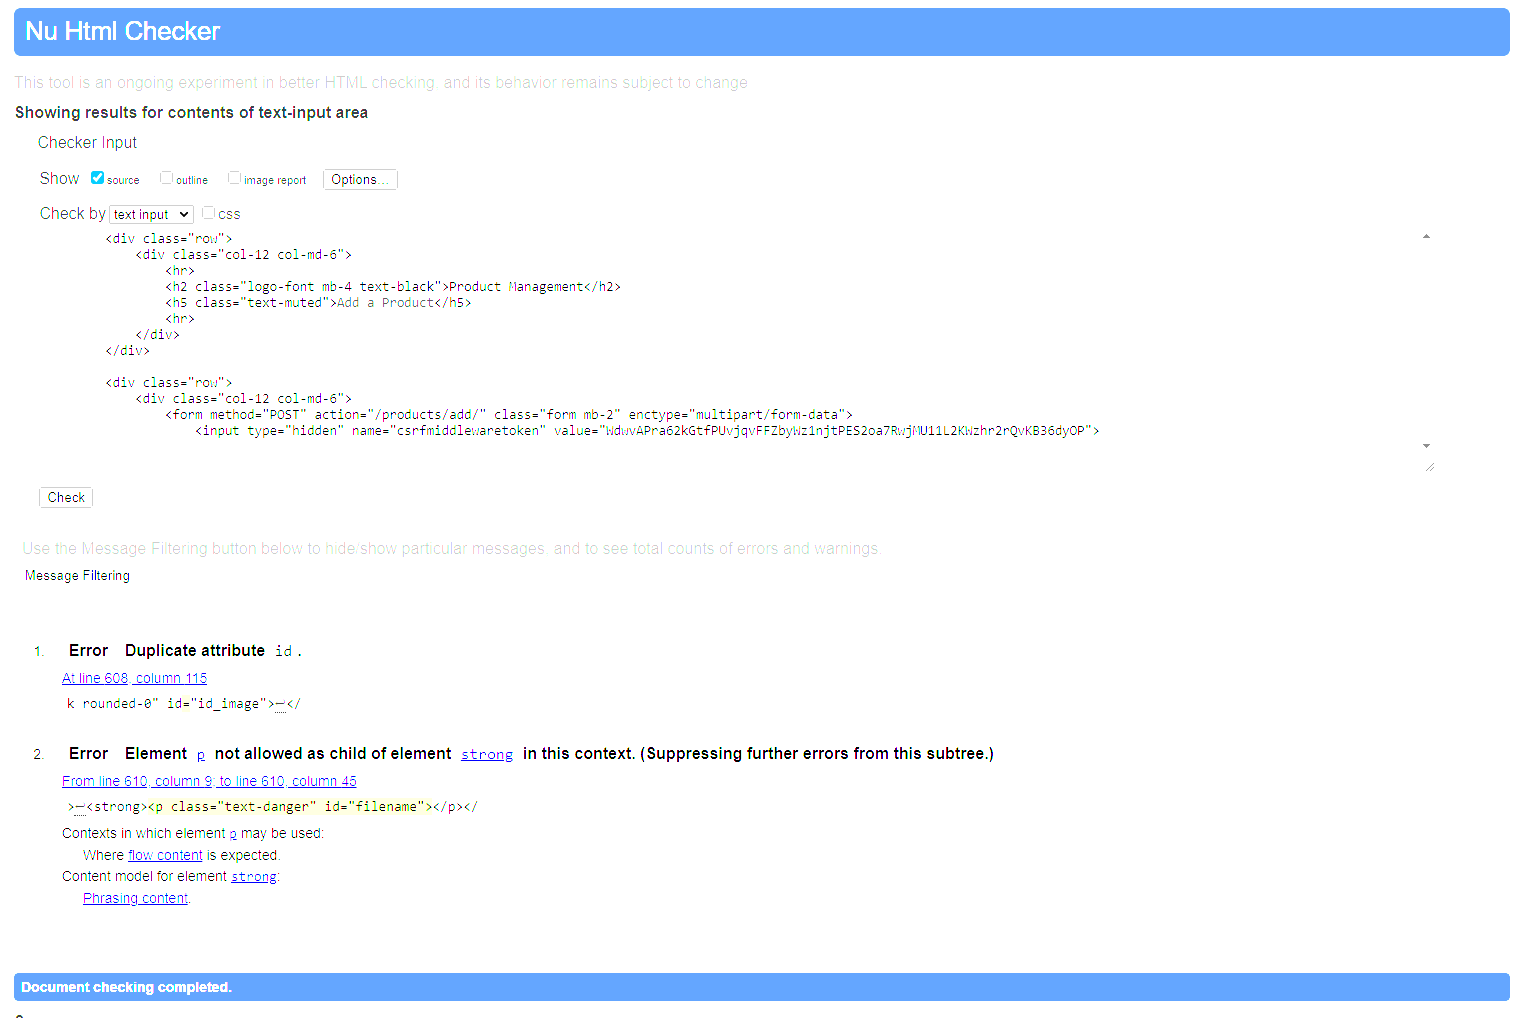 Nu Html Checker
This tool is an ongoing experiment in better HTML checking, and its behavior remains subject to change
Showing results for contents of text-input area
Checker Input
Show source outline image report Options...
Check by text input css
<div class="row">
<div class="col-12 col-md-6">
<hr>
<h2 class="logo-font mb-4 text-black">Product Management</h2>
<h5 class="text-muted">Add a Product</h5>
<hr>
</div>
</div>
<div class="row">
<div class="col-12 col-md-6">
<form method="POST" action="/products/add/" class="form mb-2" enctype="multipart/form-data">
<input type="hidden" name="csrfmiddlewaretoken" value="WdwvAPra62kGtfPUvjqvFFZbyWz1njtPES2oa7RwjMU11L2KWzhr2rQvKB36dyOP">
Check
Use the Message Filtering button below to hide/show particular messages, and to see total counts of errors and warnings.
Message Filtering
1. Error Duplicate attribute id.
At line 608, column 115
k rounded-0" id="id_image">↩</
2. Error Element p not allowed as child of element strong in this context. (Suppressing further errors from this subtree.)
From line 610, column 9; to line 610, column 45
>↩<strong><p class="text-danger" id="filename"></p></
Contexts in which element p may be used:
Where flow content is expected.
Content model for element strong:
Phrasing content.
Document checking completed.